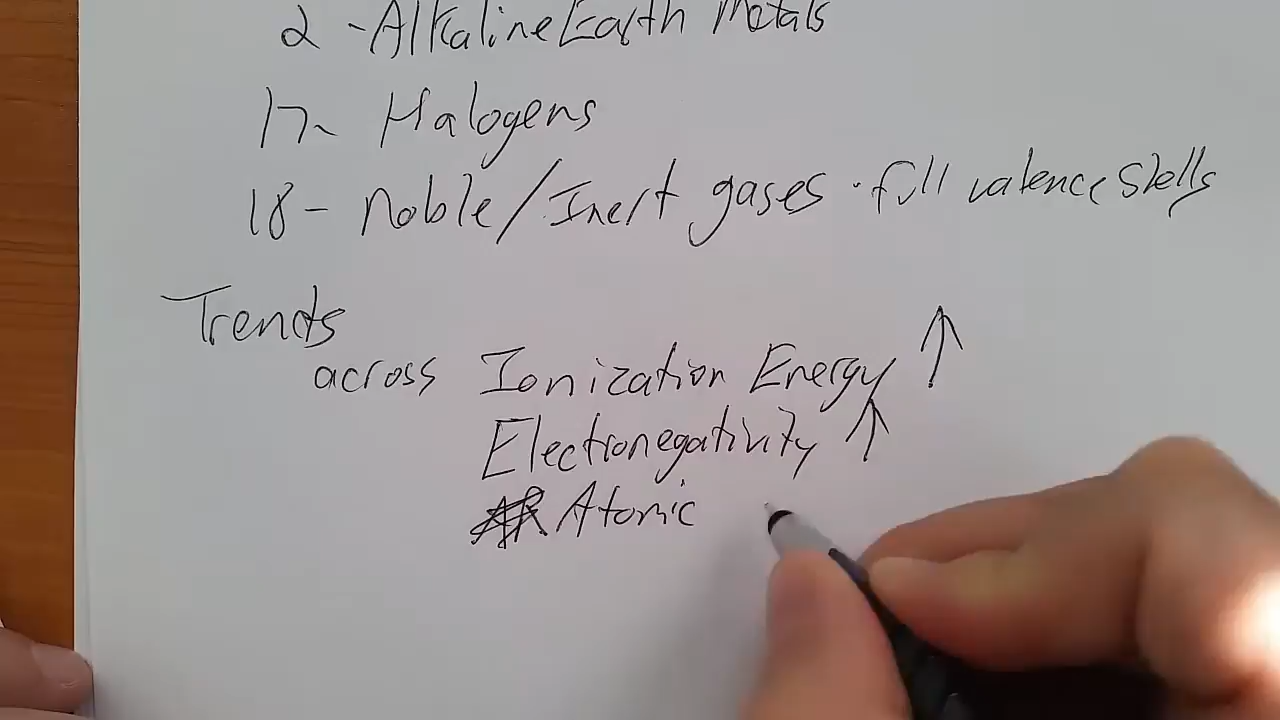 2 - Alkaline Earth Metals
17- Halogens
18 - Noble/Inert gases · full valence shells
Trends
across Ionization Energy ↑
Electronegativity ↑
Atomic